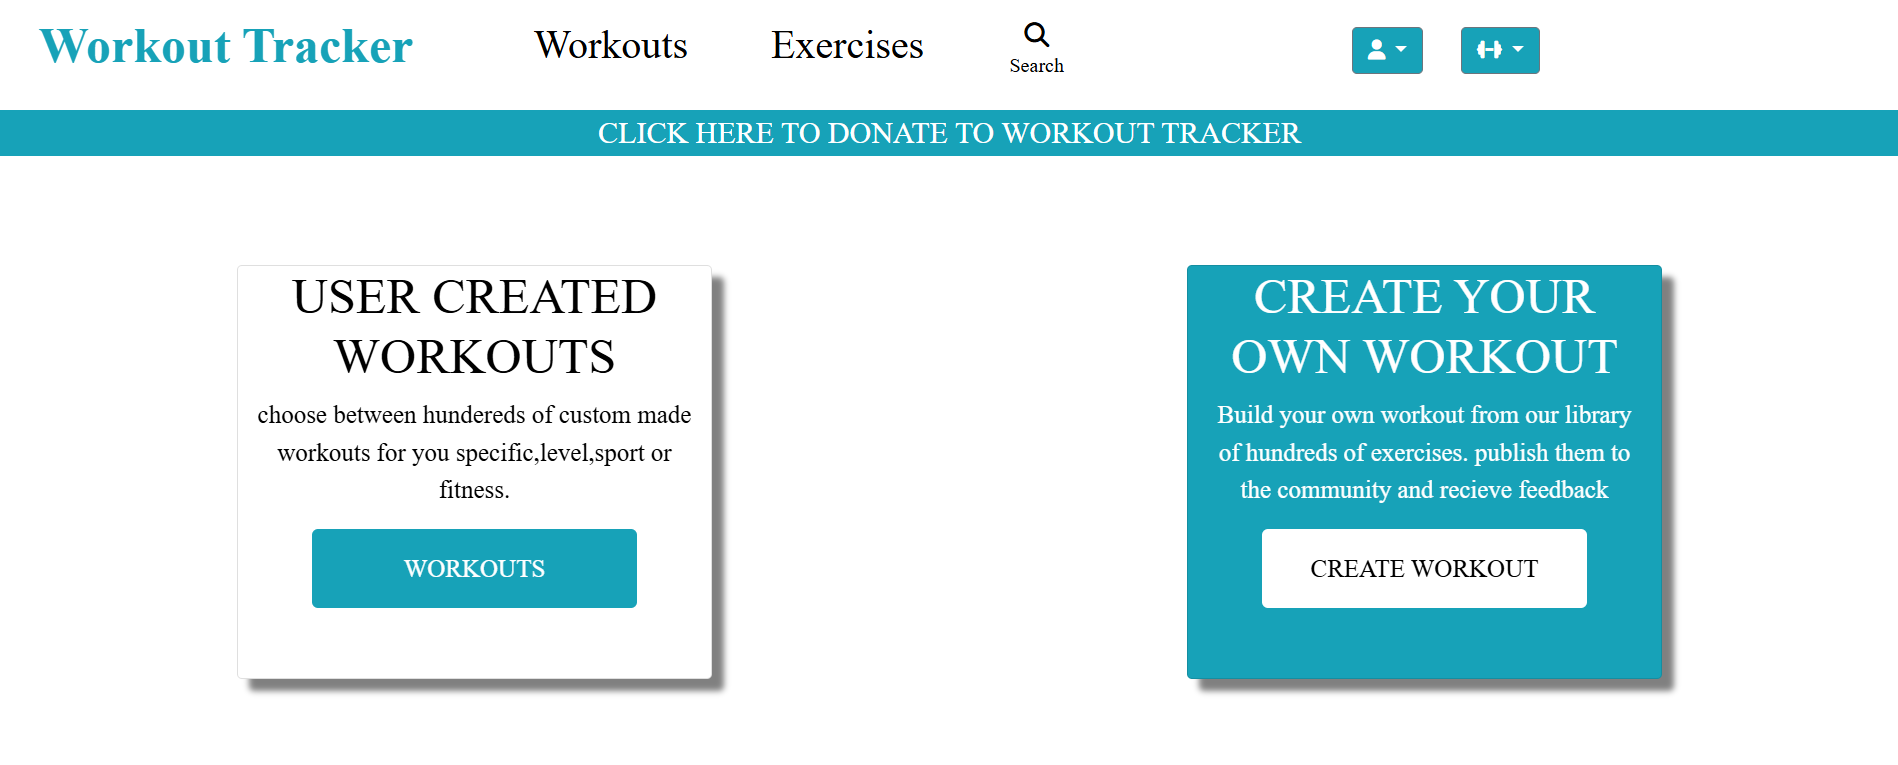 Workout Tracker
Workouts
Exercises
Search
CLICK HERE TO DONATE TO WORKOUT TRACKER
USER CREATED
WORKOUTS
choose between hundereds of custom made
workouts for you specific,level,sport or
fitness.
WORKOUTS
CREATE YOUR
OWN WORKOUT
Build your own workout from our library
of hundreds of exercises. publish them to
the community and recieve feedback
CREATE WORKOUT